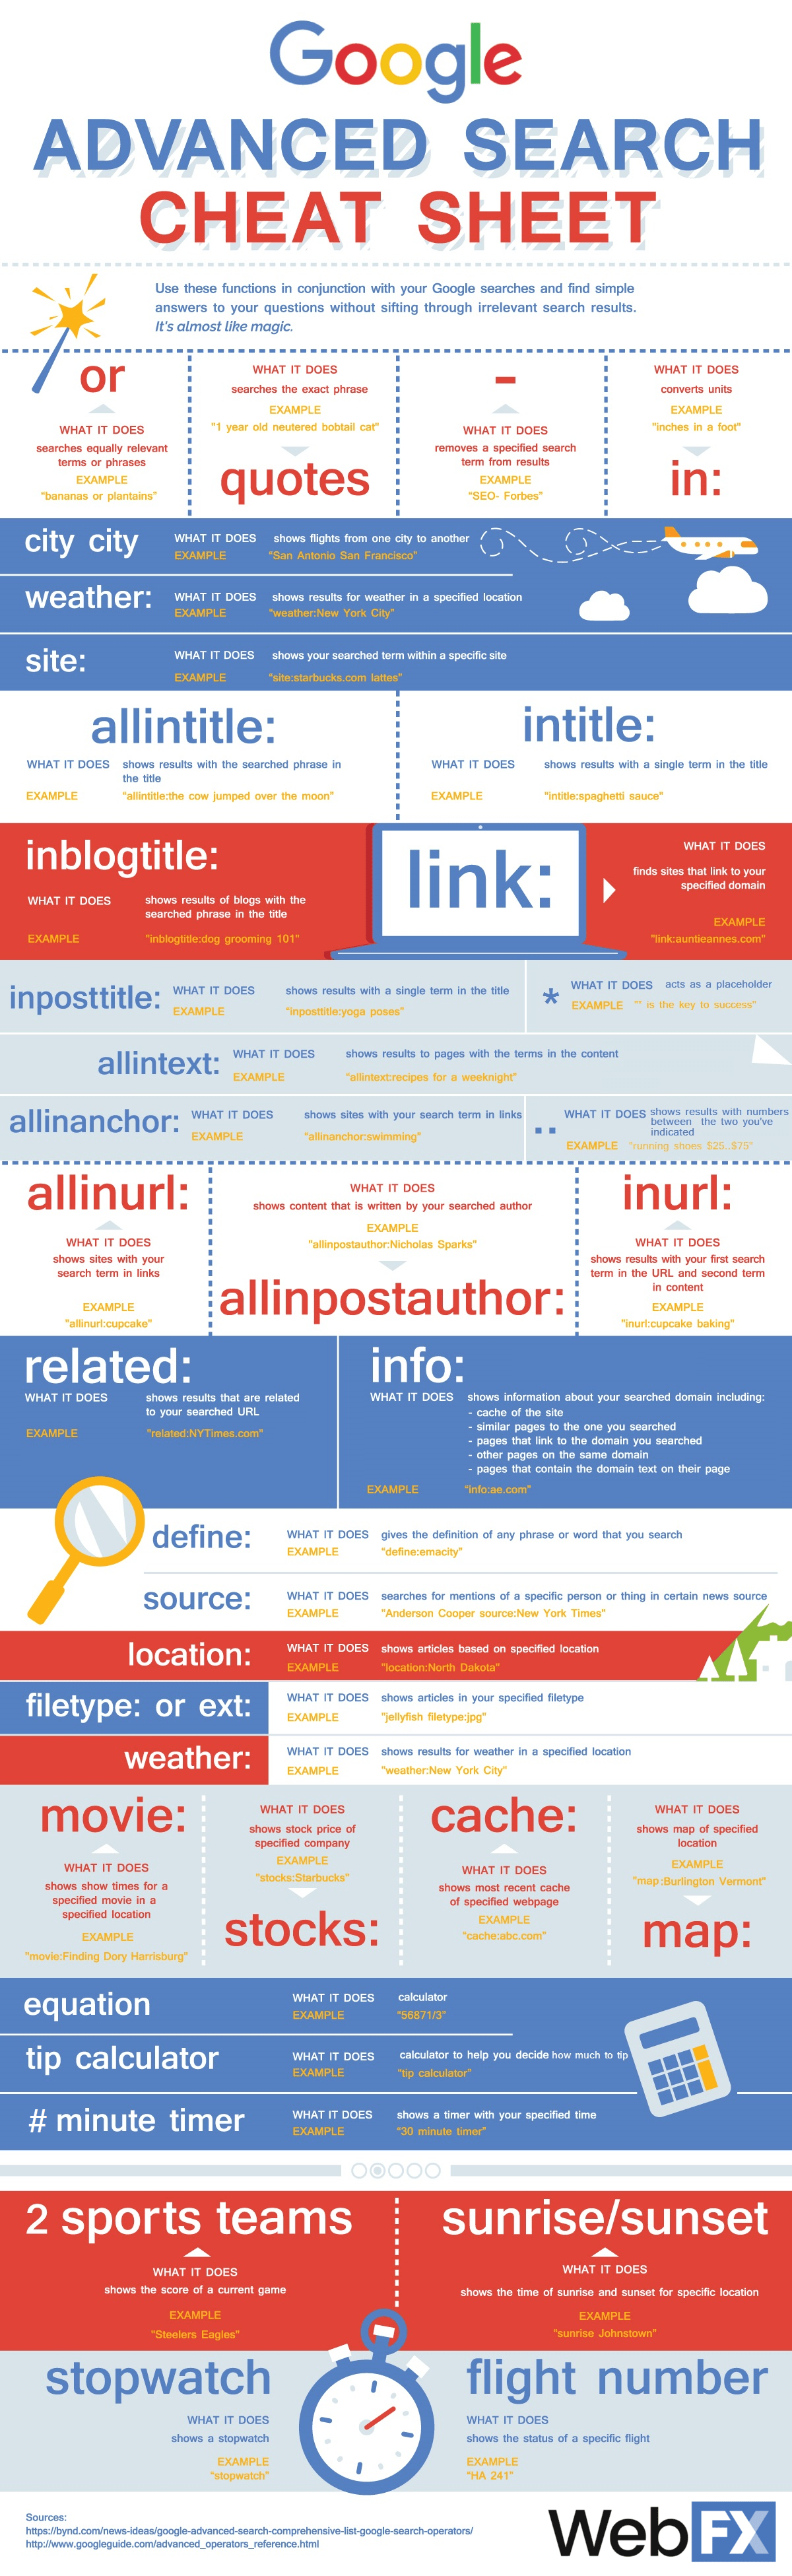 Google
ADVANCED SEARCH
CHEAT SHEET
Use these functions in conjunction with your Google searches and find simple
answers to your questions without sifting through irrelevant search results.
It's almost like magic.
or
WHAT IT DOES
searches equally relevant
terms or phrases
EXAMPLE
"bananas or plantains"
WHAT IT DOES
searches the exact phrase
EXAMPLE
"1 year old neutered bobtail cat"
quotes
-
WHAT IT DOES
removes a specified search
term from results
EXAMPLE
"SEO- Forbes"
WHAT IT DOES
converts units
EXAMPLE
"inches in a foot"
in:
city city
WHAT IT DOES shows flights from one city to another
EXAMPLE "San Antonio San Francisco"
weather:
WHAT IT DOES shows results for weather in a specified location
EXAMPLE "weather:New York City"
site:
WHAT IT DOES shows your searched term within a specific site
EXAMPLE "site:starbucks.com lattes"
allintitle:
WHAT IT DOES shows results with the searched phrase in
the title
EXAMPLE "allintitle:the cow jumped over the moon"
intitle:
WHAT IT DOES shows results with a single term in the title
EXAMPLE "intitle:spaghetti sauce"
inblogtitle:
WHAT IT DOES shows results of blogs with the
searched phrase in the title
EXAMPLE "inblogtitle:dog grooming 101"
link:
WHAT IT DOES
finds sites that link to your
specified domain
EXAMPLE
"link:auntieannes.com"
inposttitle:
WHAT IT DOES shows results with a single term in the title
EXAMPLE "inposttitle:yoga poses"
*
WHAT IT DOES acts as a placeholder
EXAMPLE "* is the key to success"
allintext:
WHAT IT DOES shows results to pages with the terms in the content
EXAMPLE "allintext:recipes for a weeknight"
allinanchor:
WHAT IT DOES shows sites with your search term in links
EXAMPLE "allinanchor:swimming"
..
WHAT IT DOES shows results with numbers
between the two you've
indicated
EXAMPLE "running shoes $25..$75"
allinurl:
WHAT IT DOES
shows sites with your
search term in links
EXAMPLE
"allinurl:cupcake"
WHAT IT DOES
shows content that is written by your searched author
EXAMPLE
"allinpostauthor:Nicholas Sparks"
allinpostauthor:
inurl:
WHAT IT DOES
shows results with your first search
term in the URL and second term
in content
EXAMPLE
"inurl:cupcake baking"
related:
WHAT IT DOES shows results that are related
to your searched URL
EXAMPLE "related:NYTimes.com"
info:
WHAT IT DOES shows information about your searched domain including:
- cache of the site
- similar pages to the one you searched
- pages that link to the domain you searched
- other pages on the same domain
- pages that contain the domain text on their page
EXAMPLE "info:ae.com"
define:
WHAT IT DOES gives the definition of any phrase or word that you search
EXAMPLE "define:emacity"
source:
WHAT IT DOES searches for mentions of a specific person or thing in certain news source
EXAMPLE "Anderson Cooper source:New York Times"
location:
WHAT IT DOES shows articles based on specified location
EXAMPLE "location:North Dakota"
filetype: or ext:
WHAT IT DOES shows articles in your specified filetype
EXAMPLE "jellyfish filetype:jpg"
weather:
WHAT IT DOES shows results for weather in a specified location
EXAMPLE "weather:New York City"
movie:
WHAT IT DOES
shows show times for a
specified movie in a
specified location
EXAMPLE
"movie:Finding Dory Harrisburg"
WHAT IT DOES
shows stock price of
specified company
EXAMPLE
"stocks:Starbucks"
stocks:
cache:
WHAT IT DOES
shows most recent cache
of specified webpage
EXAMPLE
"cache:abc.com"
WHAT IT DOES
shows map of specified
location
EXAMPLE
"map:Burlington Vermont"
map:
equation
WHAT IT DOES calculator
EXAMPLE "56871/3"
tip calculator
WHAT IT DOES calculator to help you decide how much to tip
EXAMPLE "tip calculator"
# minute timer
WHAT IT DOES shows a timer with your specified time
EXAMPLE "30 minute timer"
2 sports teams
WHAT IT DOES
shows the score of a current game
EXAMPLE
"Steelers Eagles"
sunrise/sunset
WHAT IT DOES
shows the time of sunrise and sunset for specific location
EXAMPLE
"sunrise Johnstown"
stopwatch
WHAT IT DOES
shows a stopwatch
EXAMPLE
"stopwatch"
flight number
WHAT IT DOES
shows the status of a specific flight
EXAMPLE
"HA 241"
Sources:
https://bynd.com/news-ideas/google-advanced-search-comprehensive-list-google-search-operators/
http://www.googleguide.com/advanced_operators_reference.html
WebFX